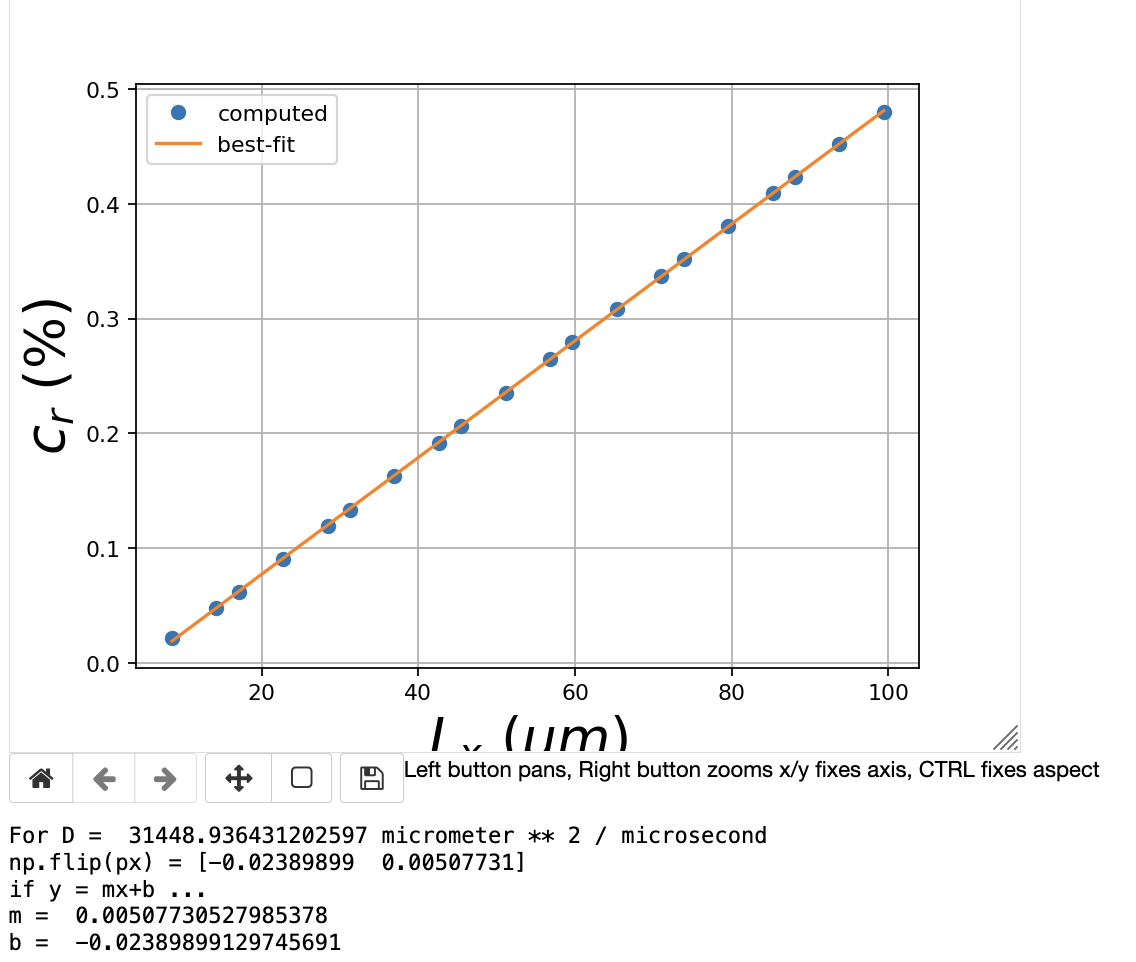 0.5
computed
best-fit
0.4
0.3
c_r (%)
0.2
0.1
0.0
20 40 60 80 100
(um)
Left button pans, Right button zooms x/y fixes axis, CTRL fixes aspect
For D =  31448.936431202597 micrometer ** 2 / microsecond
np.flip(px) = [-0.02389899  0.00507731]
if y = mx+b ...
m =  0.00507730527985378
b =  -0.02389899129745691